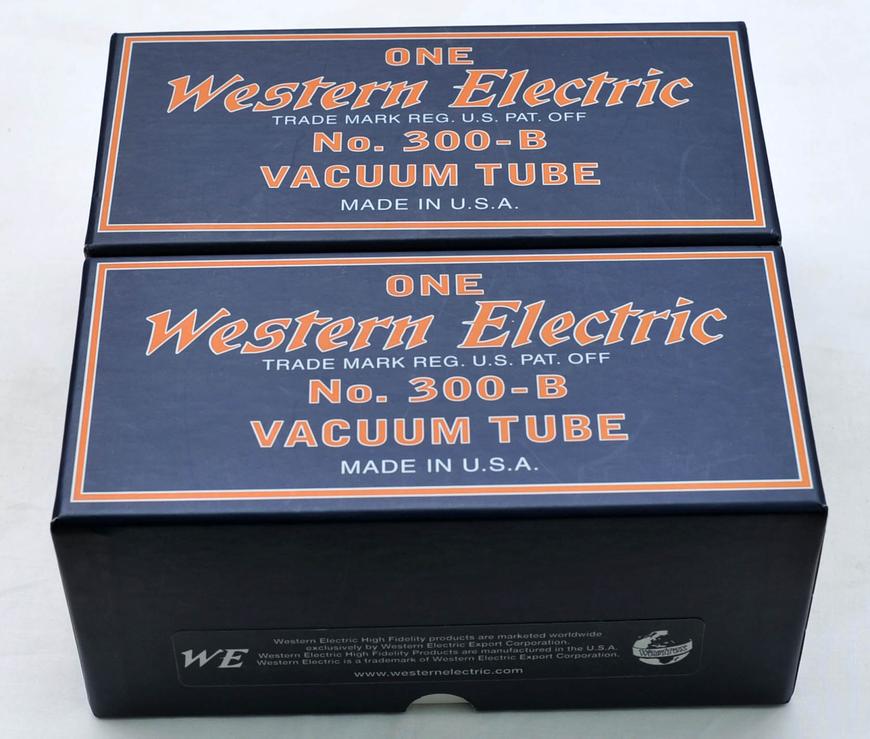 ONE
Western Electric
TRADE MARK REG. U.S. PAT. OFF
No. 300-B
VACUUM TUBE
MADE IN U.S.A.
ONE
Western Electric
TRADE MARK REG. U.S. PAT. OFF
No. 300-B
VACUUM TUBE
MADE IN U.S.A.
WE
Western Electric High Fidelity products are marketed worldwide
exclusively by Western Electric Export Corporation.
Western Electric High Fidelity Products are manufactured in the U.S.A.
Western Electric is a trademark of Western Electric Export Corporation.
www.westernelectric.com